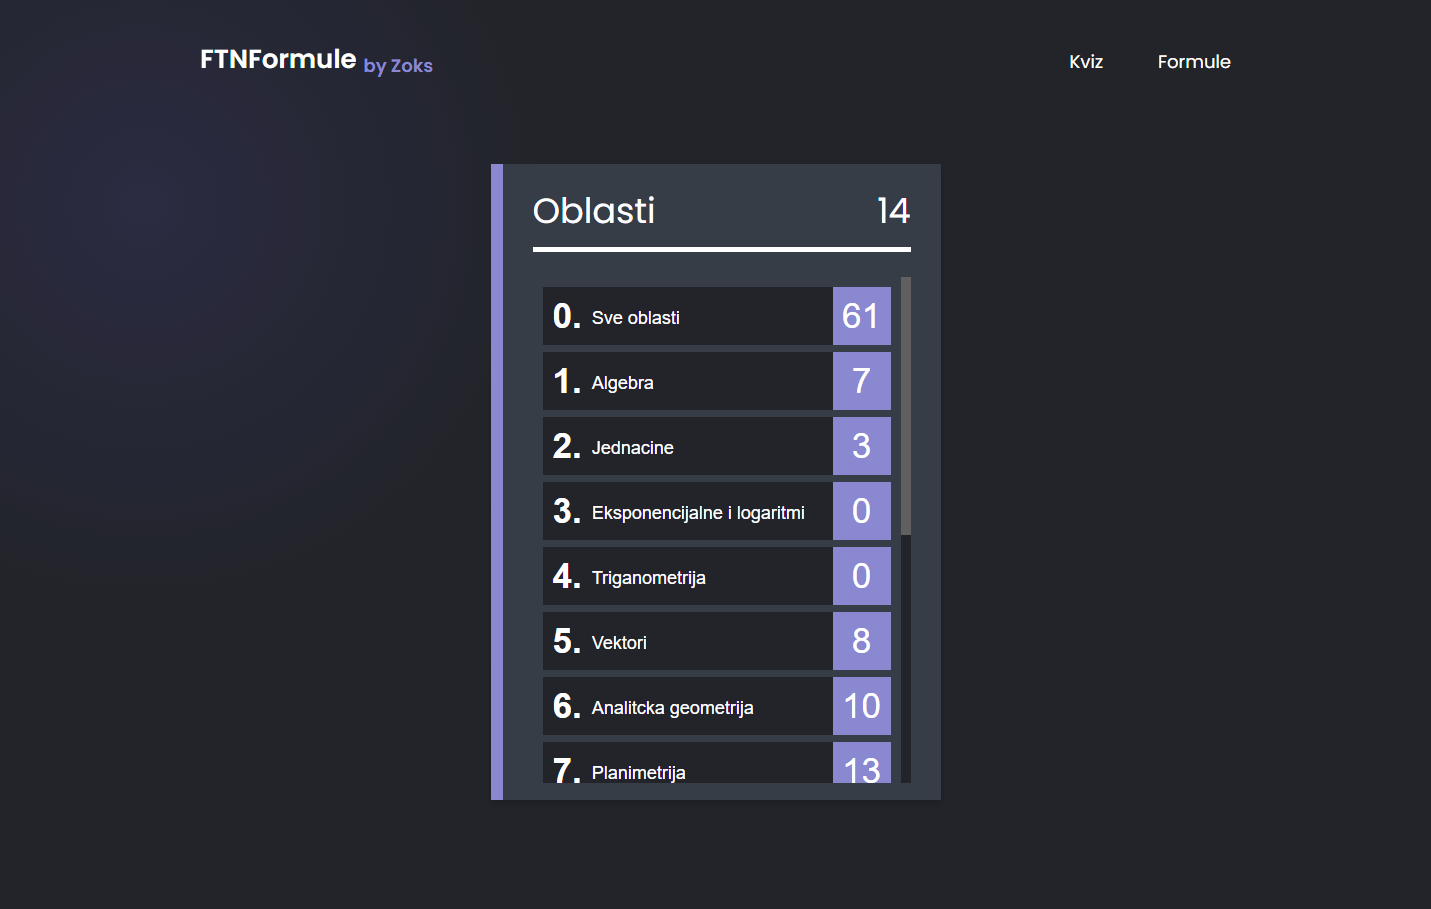 FTNFormule by Zoks
Kviz
Formule
Oblasti 14
0. Sve oblasti 61
1. Algebra 7
2. Jednacine 3
3. Eksponencijalne i logaritmi 0
4. Triganometrija 0
5. Vektori 8
6. Analitcka geometrija 10
7. Planimetrija 13